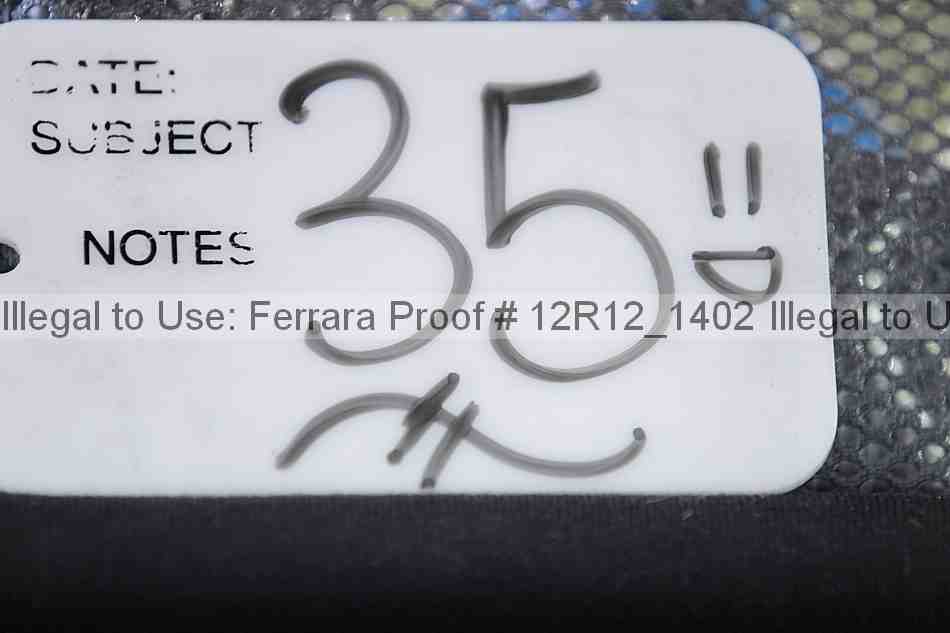 DATE:
SUBJECT
35
NOTES
Illegal to Use: Ferrara Proof # 12R12_1402 Illegal to U